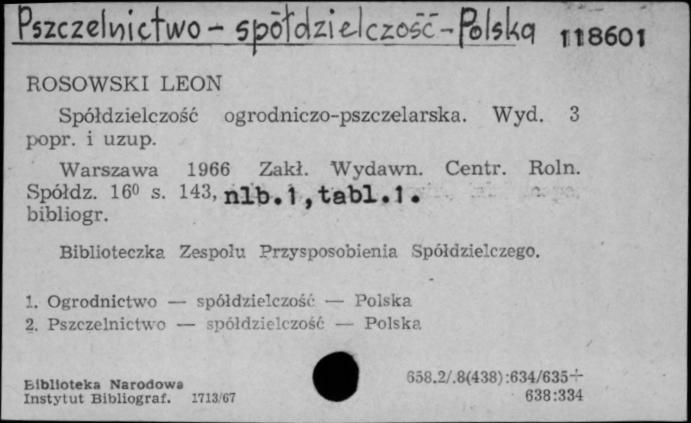 Pszczelnictwo - spółdzielczość - Polska 118601
ROSOWSKI LEON
Spółdzielczość ogrodniczo-pszczelarska. Wyd. 3
popr. i uzup.
Warszawa 1966 Zakł. Wydawn. Centr. Roln.
Spółdz. 16⁰ s. 143, nlb.1, tabl.1.
bibliogr.
Biblioteczka Zespolu Przysposobienia Spółdzielczego.
1. Ogrodnictwo — spółdzielczość — Polska
2. Pszczelnictwo — spółdzielczość — Polska
658.2/.8(438):634/635+
638:334
Biblioteka Narodowa
Instytut Bibliograf. 1713/67